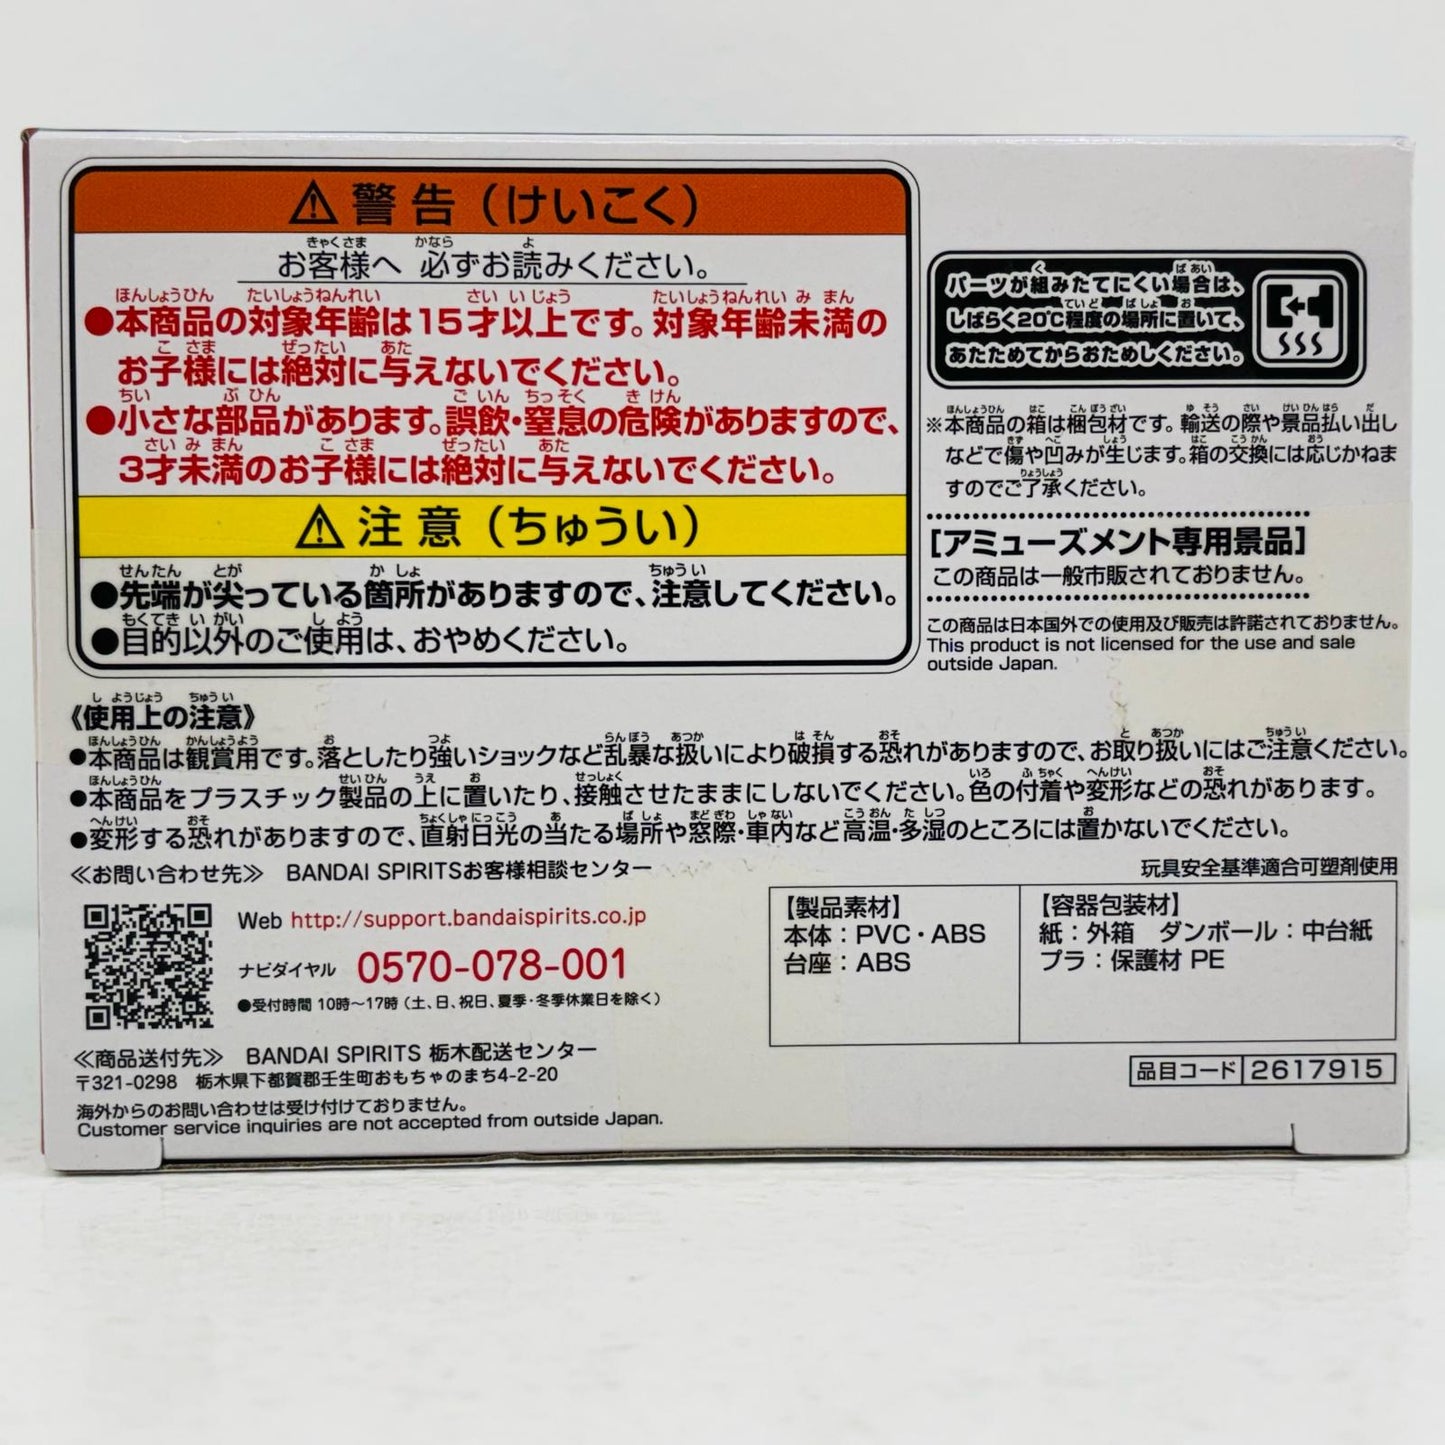 ⚠警告（けいこく）
お客様へ 必ずお読みください。
●本商品の対象年齢は15才以上です。対象年齢未満の
お子様には絶対に与えないでください。
●小さな部品があります。誤飲・窒息の危険がありますので、
3才未満のお子様には絶対に与えないでください。
⚠注意（ちゅうい）
●先端が尖っている箇所がありますので、注意してください。
●目的以外のご使用は、おやめください。
パーツが組みたてにくい場合は、
しばらく20℃程度の場所に置いて、
あたためてからおためしください。
※本商品の箱は梱包材です。輸送の際や景品払い出し
などで傷や凹みが生じます。箱の交換には応じかねま
すのでご了承ください。
[アミューズメント専用景品]
この商品は一般市販されておりません。
この商品は日本国外での使用及び販売は許諾されておりません。
This product is not licensed for the use and sale
outside Japan.
《使用上の注意》
●本商品は観賞用です。落としたり強いショックなど乱暴な扱いにより破損する恐れがありますので、お取り扱いにはご注意ください。
●本商品をプラスチック製品の上に置いたり、接触させたままにしないでください。色の付着や変形などの恐れがあります。
●変形する恐れがありますので、直射日光の当たる場所や窓際・車内など高温・多湿のところには置かないでください。
≪お問い合わせ先≫ BANDAI SPIRITSお客様相談センター
Web http://support.bandaispirits.co.jp
ナビダイヤル 0570-078-001
●受付時間 10時～17時（土、日、祝日、夏季・冬季休業日を除く）
≪商品送付先≫ BANDAI SPIRITS 栃木配送センター
〒321-0298 栃木県下都賀郡壬生町おもちゃのまち4-2-20
海外からのお問い合わせは受け付けておりません。
Customer service inquiries are not accepted from outside Japan.
玩具安全基準適合可塑剤使用
【製品素材】
本体：PVC・ABS
台座：ABS
【容器包装材】
紙：外箱 ダンボール：中台紙
プラ：保護材 PE
品目コード 2617915